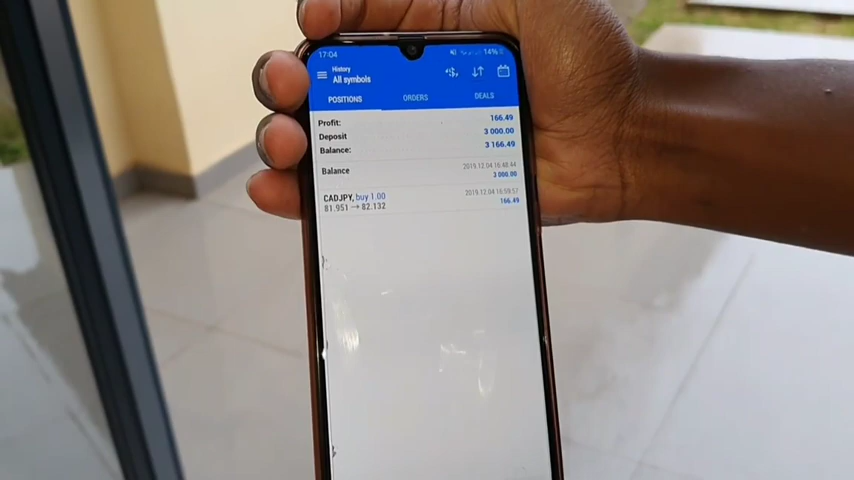 17:04
14%
History
All symbols
POSITIONS ORDERS DEALS
Profit: 166.49
Deposit 3 000.00
Balance: 3 166.49
Balance 2019.12.04 16:48:44
3 000.00
CADJPY, buy 1.00 2019.12.04 16:59:57
81.951 → 82.132 166.49